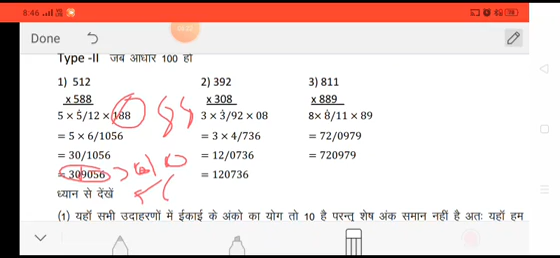 8:46
Done
Type -II जब आधार 100 हो
1) 512 2) 392 3) 811
x 588 x 308 x 889
5 × 5̇/12 × 188 3 × 3̇/92 × 08 8× 8̇/11 × 89
= 5 × 6/1056 = 3 × 4/736 = 72/0979
= 30/1056 = 12/0736 = 720979
= 309056 = 120736
ध्यान से देखें
(1) यहाँ सभी उदाहरणों में ईकाई के अंको का योग तो 10 है परन्तु शेष अंक समान नहीं है अतः यहाँ हम